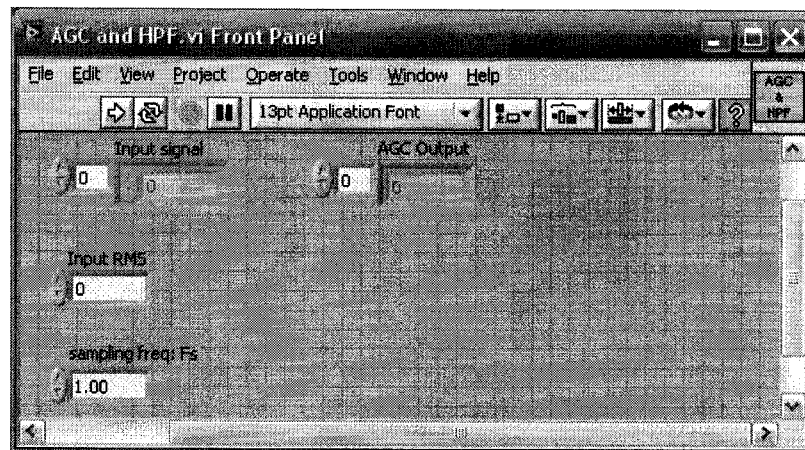 AGC and HPF.vi Front Panel
File Edit View Project Operate Tools Window Help
AGC
&
HPF
13pt Application Font
?
Input signal
0
0
AGC Output
0
0
Input RMS
0
sampling freq: Fs
1.00